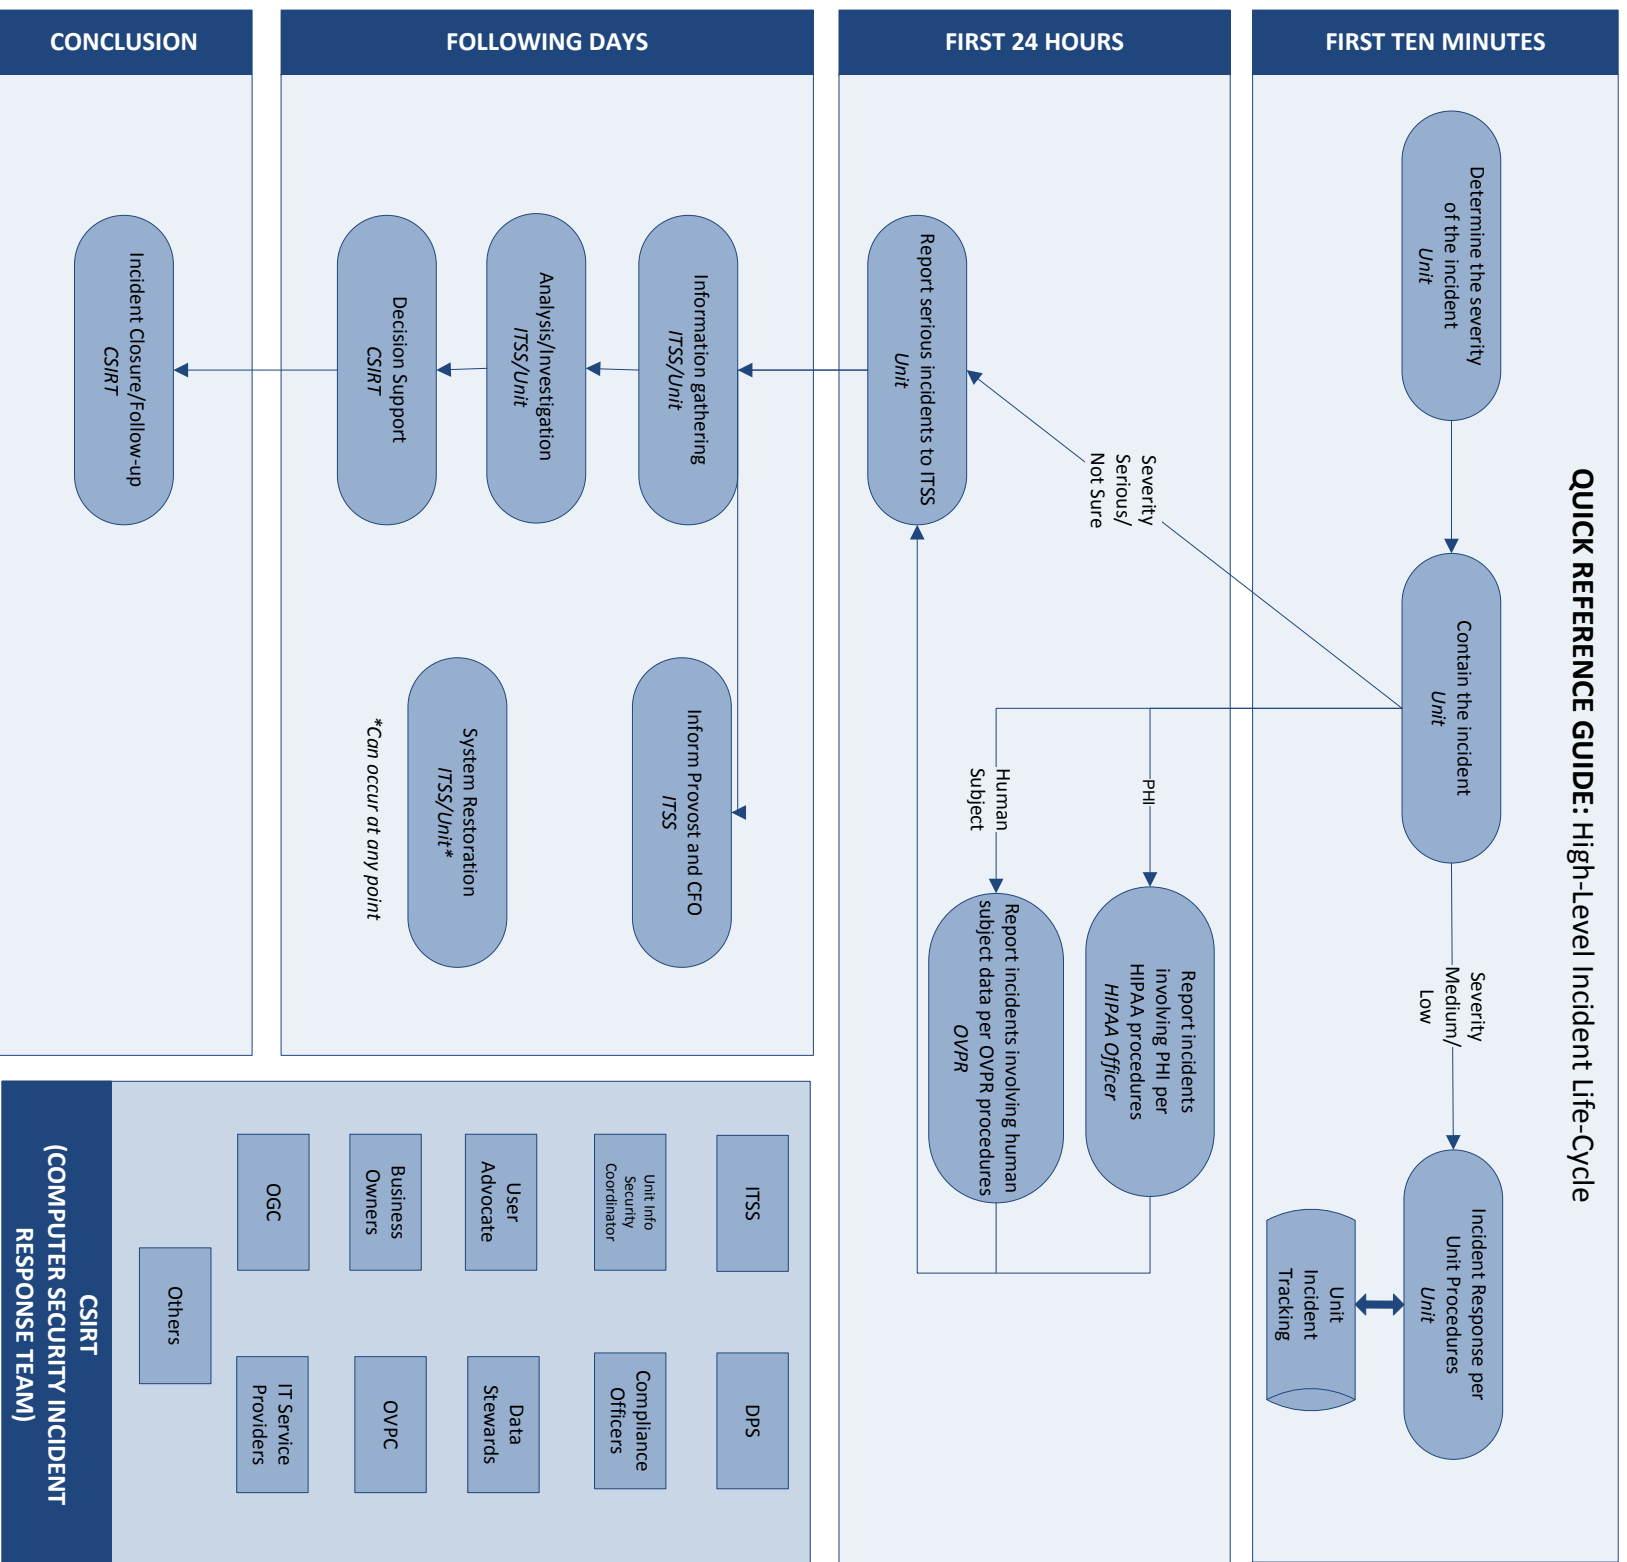 QUICK REFERENCE GUIDE: High-Level Incident Life-Cycle
FIRST TEN MINUTES
Determine the severity
of the incident
Unit
Contain the incident
Unit
Severity
Medium/
Low
Incident Response per
Unit Procedures
Unit
Unit
Incident
Tracking
FIRST 24 HOURS
Severity
Serious/
Not Sure
Report serious incidents to ITSS
Unit
PHI
Human
Subject
Report incidents
involving PHI per
HIPAA procedures
HIPAA Officer
Report incidents involving human
subject data per OVPR procedures
OVPR
FOLLOWING DAYS
Information gathering
ITSS/Unit
Analysis/Investigation
ITSS/Unit
Decision Support
CSIRT
Inform Provost and CFO
ITSS
System Restoration
ITSS/Unit*
*Can occur at any point
CONCLUSION
Incident Closure/Follow-up
CSIRT
ITSS
DPS
Unit Info
Security
Coordinator
Compliance
Officers
User
Advocate
Data
Stewards
Business
Owners
OVPC
OGC
IT Service
Providers
Others
CSIRT
(COMPUTER SECURITY INCIDENT
RESPONSE TEAM)